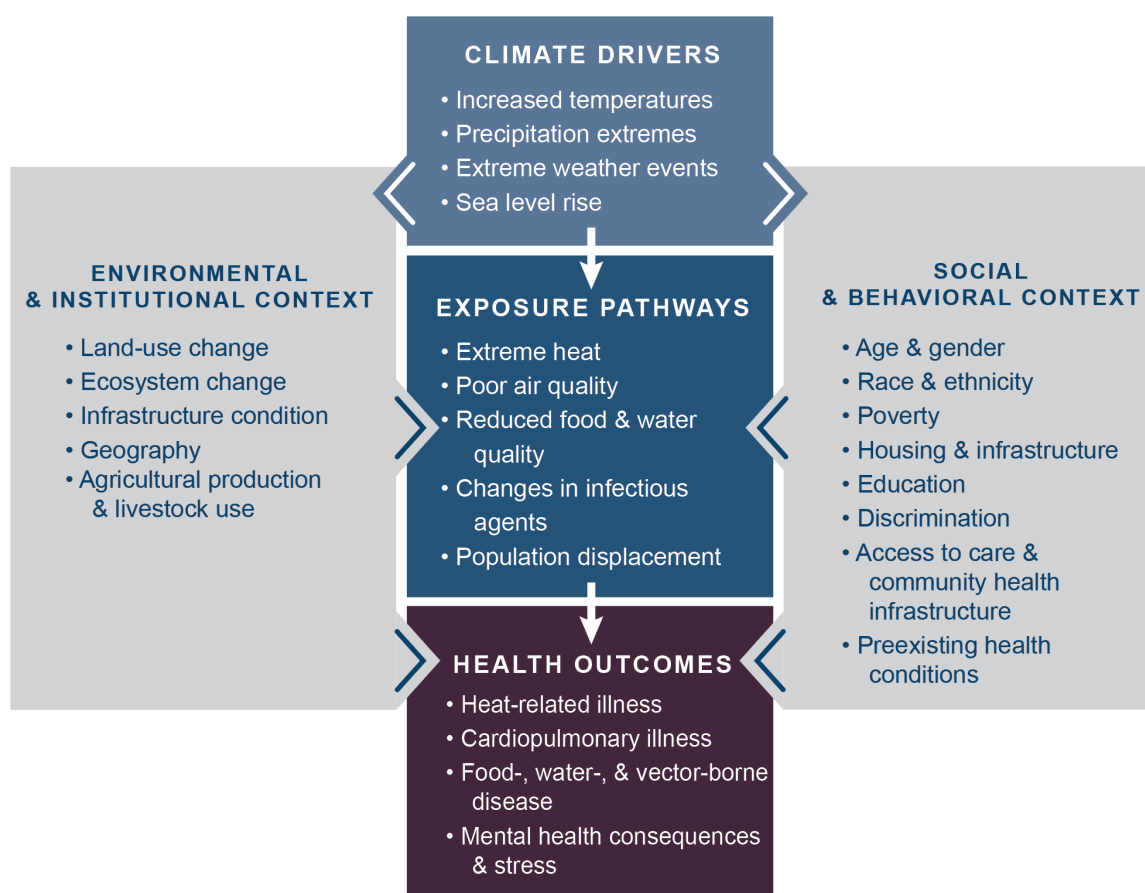 CLIMATE DRIVERS
• Increased temperatures
• Precipitation extremes
• Extreme weather events
• Sea level rise
ENVIRONMENTAL
& INSTITUTIONAL CONTEXT
• Land-use change
• Ecosystem change
• Infrastructure condition
• Geography
• Agricultural production
& livestock use
EXPOSURE PATHWAYS
• Extreme heat
• Poor air quality
• Reduced food & water
quality
• Changes in infectious
agents
• Population displacement
SOCIAL
& BEHAVIORAL CONTEXT
• Age & gender
• Race & ethnicity
• Poverty
• Housing & infrastructure
• Education
• Discrimination
• Access to care &
community health
infrastructure
• Preexisting health
conditions
HEALTH OUTCOMES
• Heat-related illness
• Cardiopulmonary illness
• Food-, water-, & vector-borne
disease
• Mental health consequences
& stress